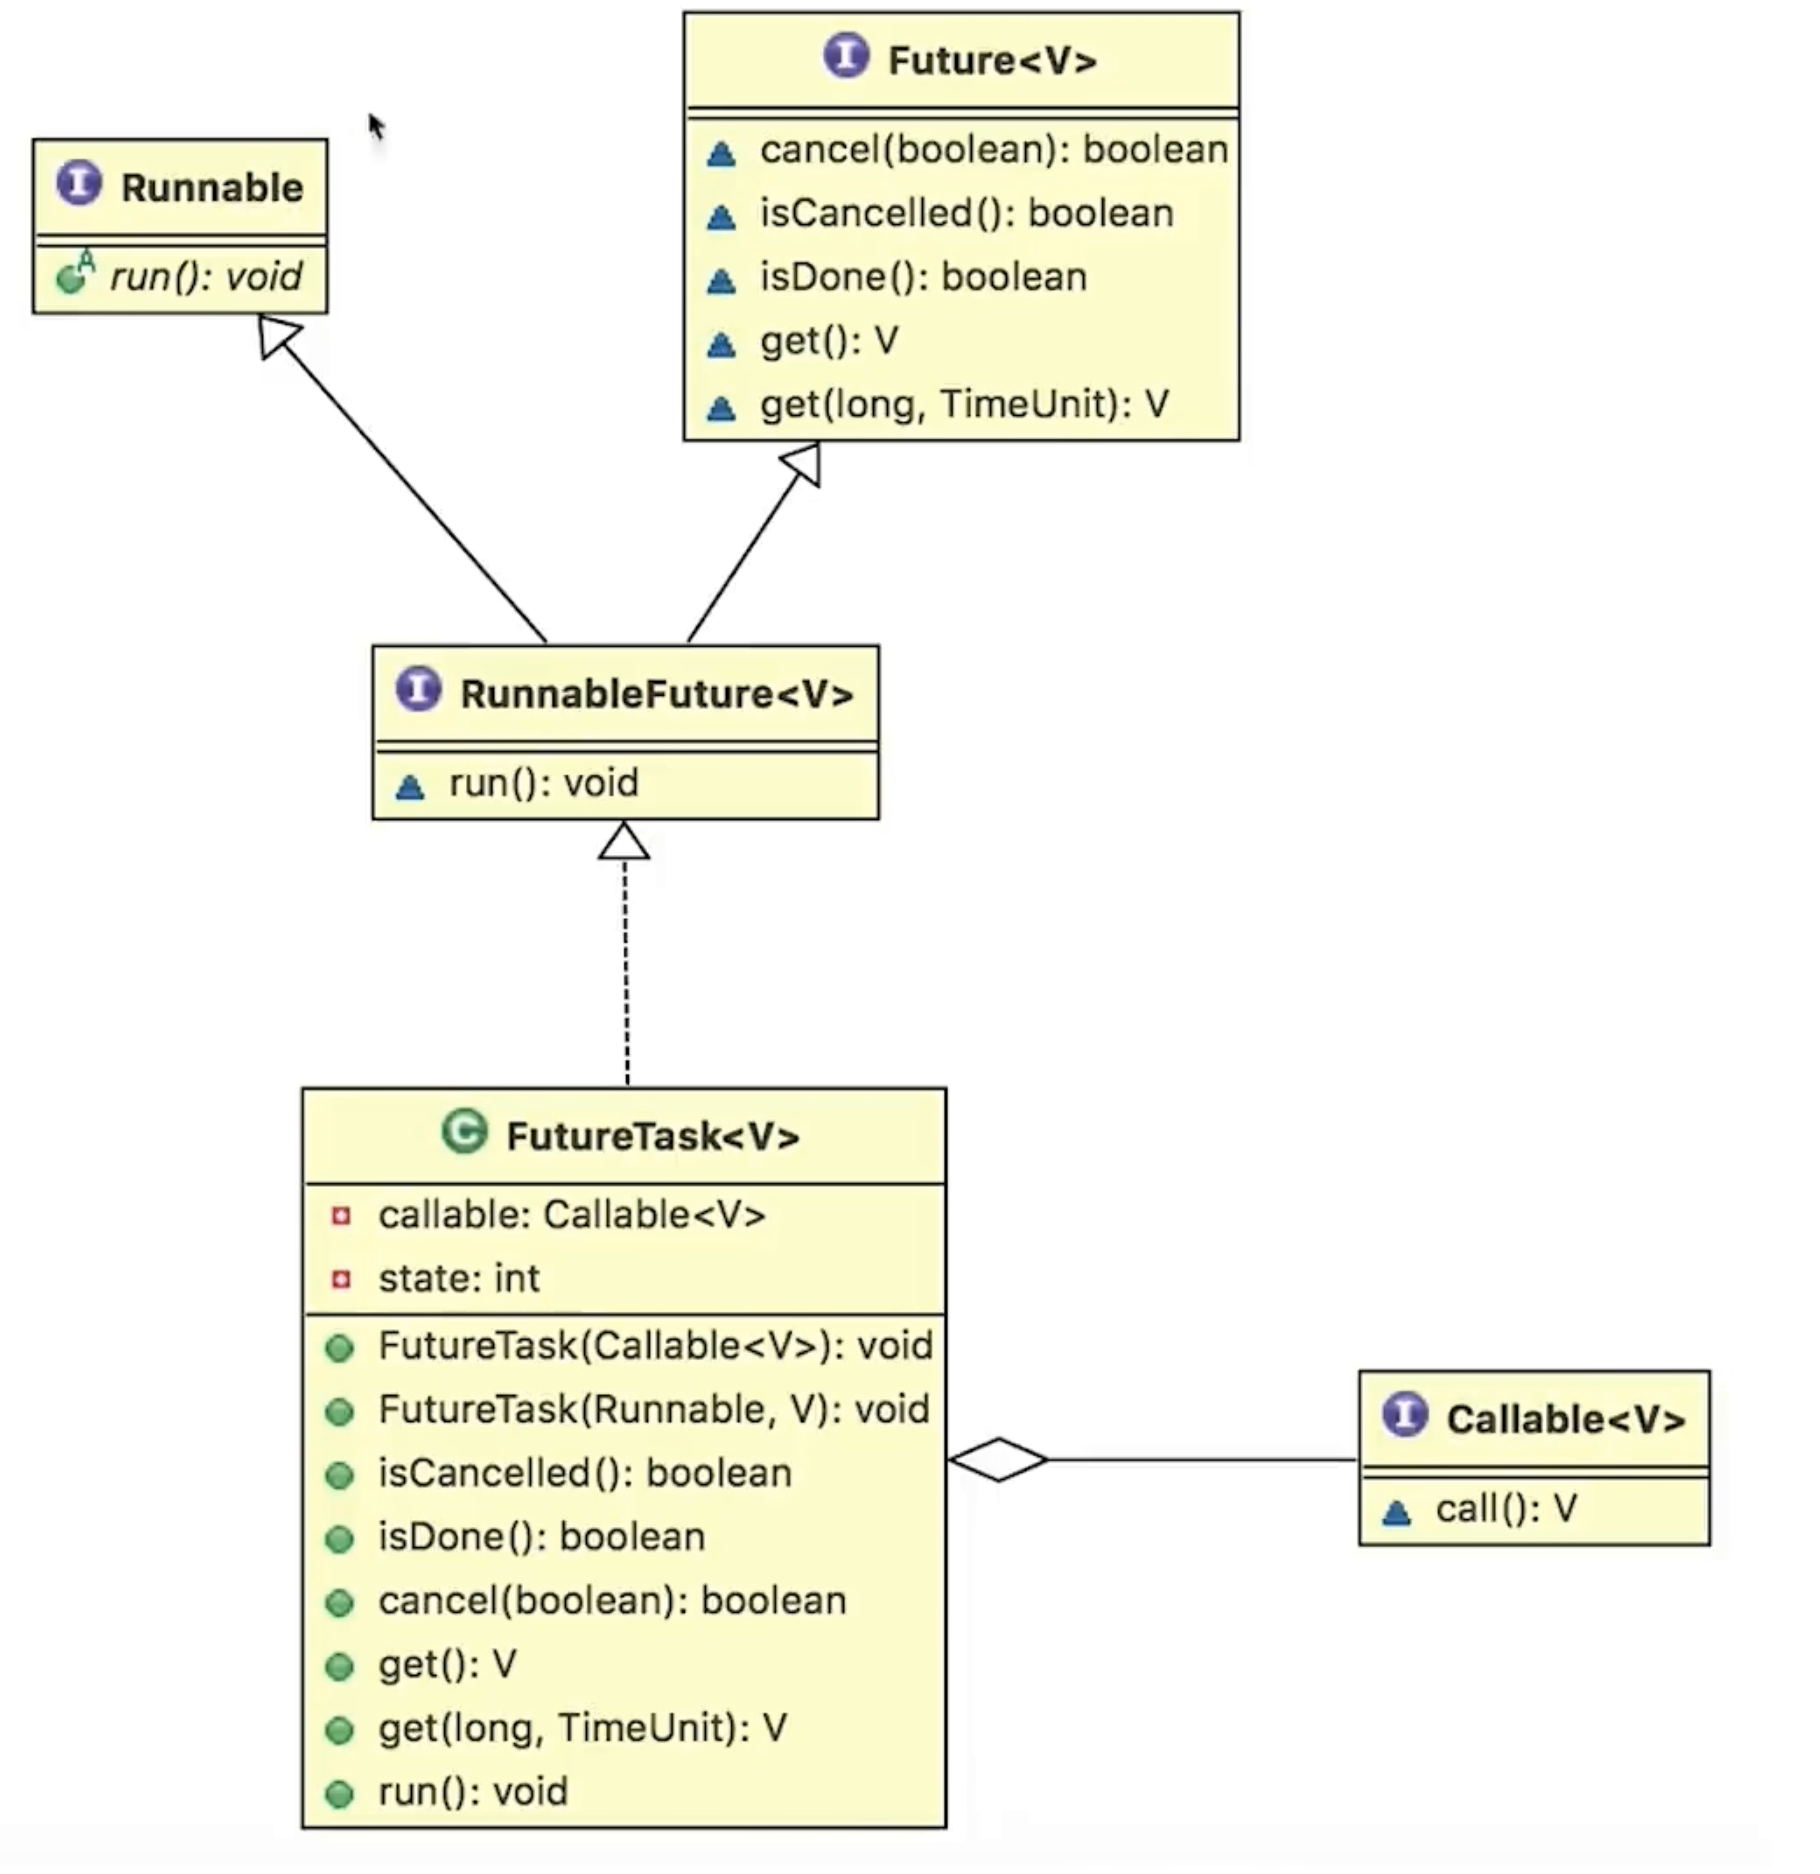 I Future<V>
cancel(boolean): boolean
isCancelled(): boolean
isDone(): boolean
get(): V
get(long, TimeUnit): V
I Runnable
A run(): void
I RunnableFuture<V>
run(): void
C FutureTask<V>
callable: Callable<V>
state: int
FutureTask(Callable<V>): void
FutureTask(Runnable, V): void
isCancelled(): boolean
isDone(): boolean
cancel(boolean): boolean
get(): V
get(long, TimeUnit): V
run(): void
I Callable<V>
call(): V